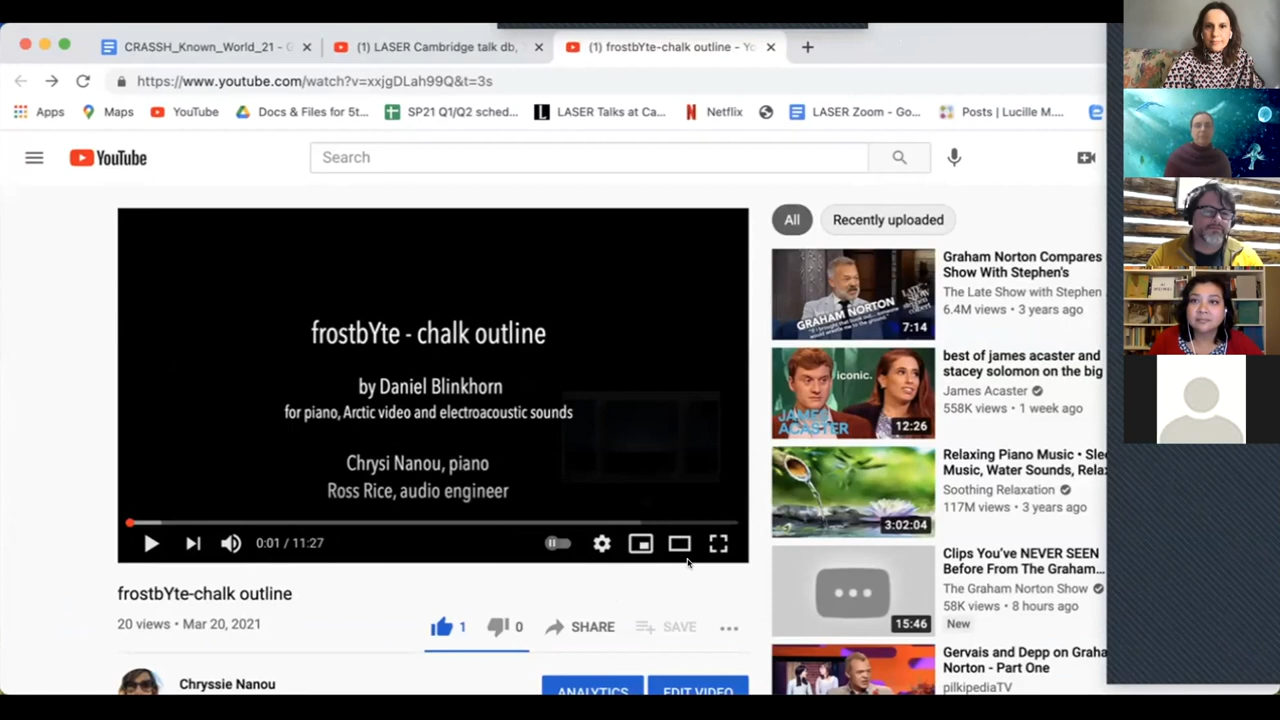 CRASSH_Known_World_21 - G
(1) LASER Cambridge talk db,
(1) frostbYte-chalk outline - Yo
https://www.youtube.com/watch?v=xxjgDLah99Q&t=3s
Apps
Maps
YouTube
Docs & Files for 5t...
SP21 Q1/Q2 sched...
LASER Talks at Ca...
Netflix
LASER Zoom - Go...
Posts | Lucille M....
YouTube
Search
frostbYte - chalk outline
by Daniel Blinkhorn
for piano, Arctic video and electroacoustic sounds
Chrysi Nanou, piano
Ross Rice, audio engineer
0:01 / 11:27
frostbYte-chalk outline
20 views • Mar 20, 2021
1
0
SHARE
SAVE
Chryssie Nanou
ANALYTICS
EDIT VIDEO
All
Recently uploaded
GRAHAM NORTON
7:14
Graham Norton Compares
Show With Stephen's
The Late Show with Stephen
6.4M views • 3 years ago
iconic.
JAMES
ACASTER
12:26
best of james acaster and
stacey solomon on the big
James Acaster
558K views • 1 week ago
3:02:04
Relaxing Piano Music • Slee
Music, Water Sounds, Relax
Soothing Relaxation
117M views • 3 years ago
15:46
Clips You've NEVER SEEN
Before From The Graham...
The Graham Norton Show
58K views • 8 hours ago
New
Gervais and Depp on Graha
Norton - Part One
pilkipediaTV